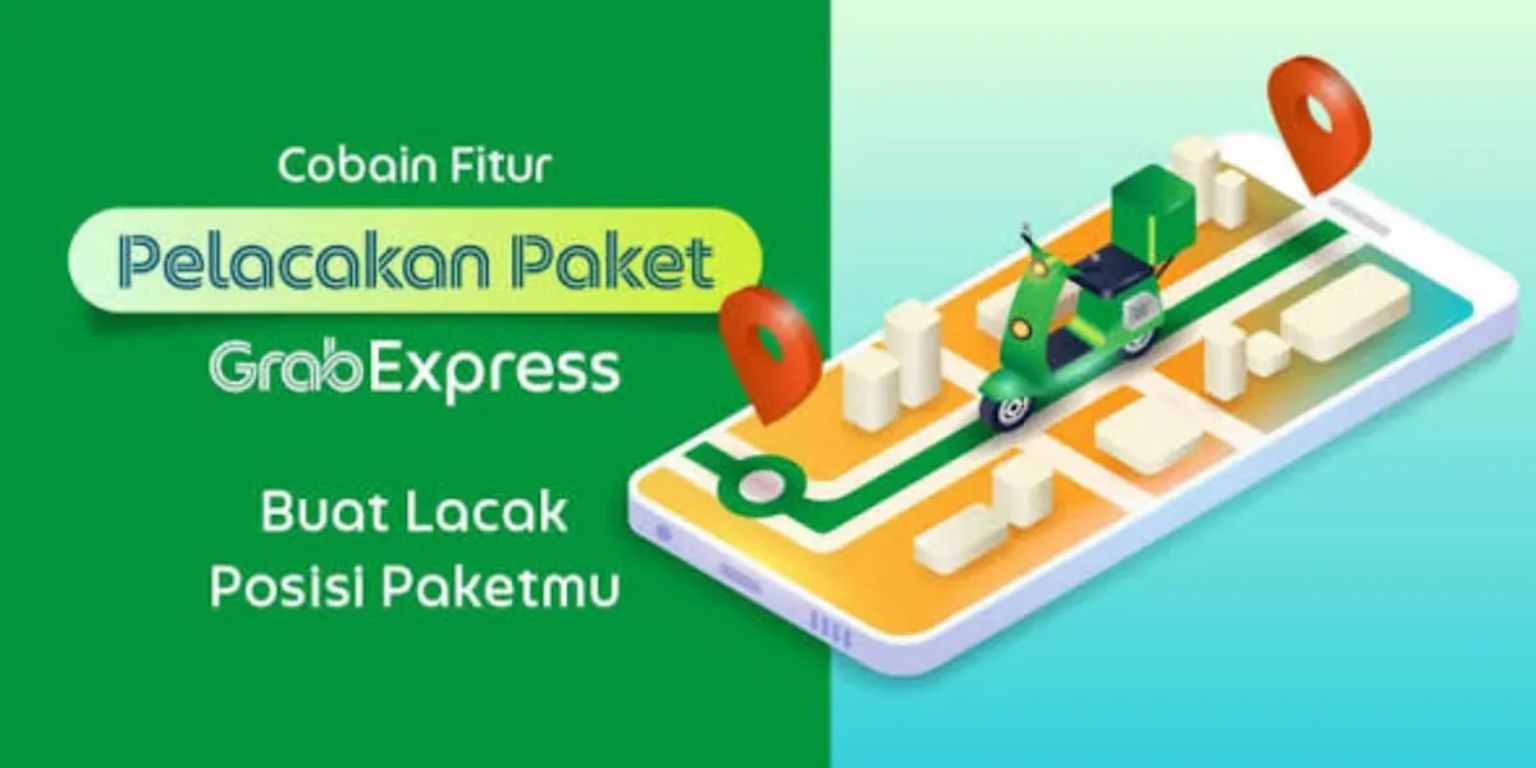 Cobain Fitur
Pelacakan Paket
GrabExpress
Buat Lacak
Posisi Paketmu